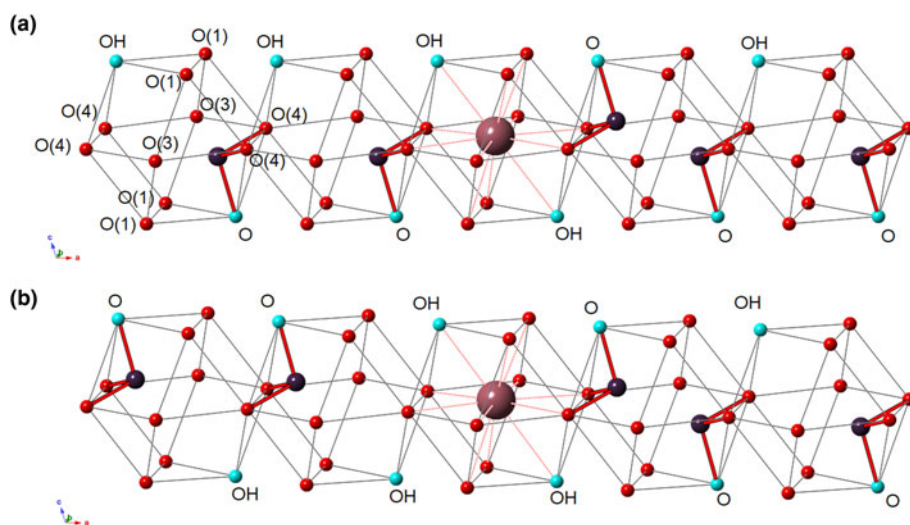 (a)
OH O(1) OH OH O OH
O(1)
O(4) O(3) O(4)
O(4) O(3) O(4)
O(1)
O(1) O O OH O O
c b a
(b)
O O OH O OH
OH OH OH O O
c b a